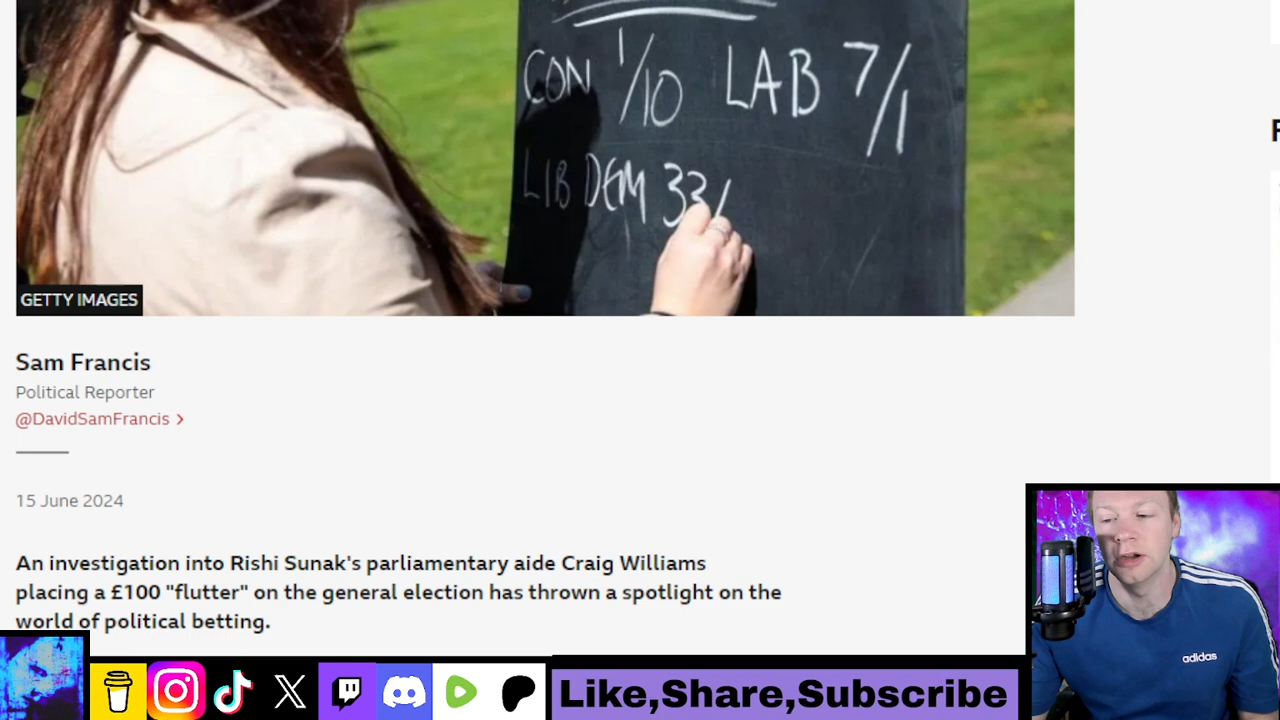 CON 1/10 LAB 7/1
LIB DEM 33/
GETTY IMAGES
Sam Francis
Political Reporter
@DavidSamFrancis >
15 June 2024
An investigation into Rishi Sunak's parliamentary aide Craig Williams
placing a £100 "flutter" on the general election has thrown a spotlight on the
world of political betting.
adidas
Like,Share,Subscribe